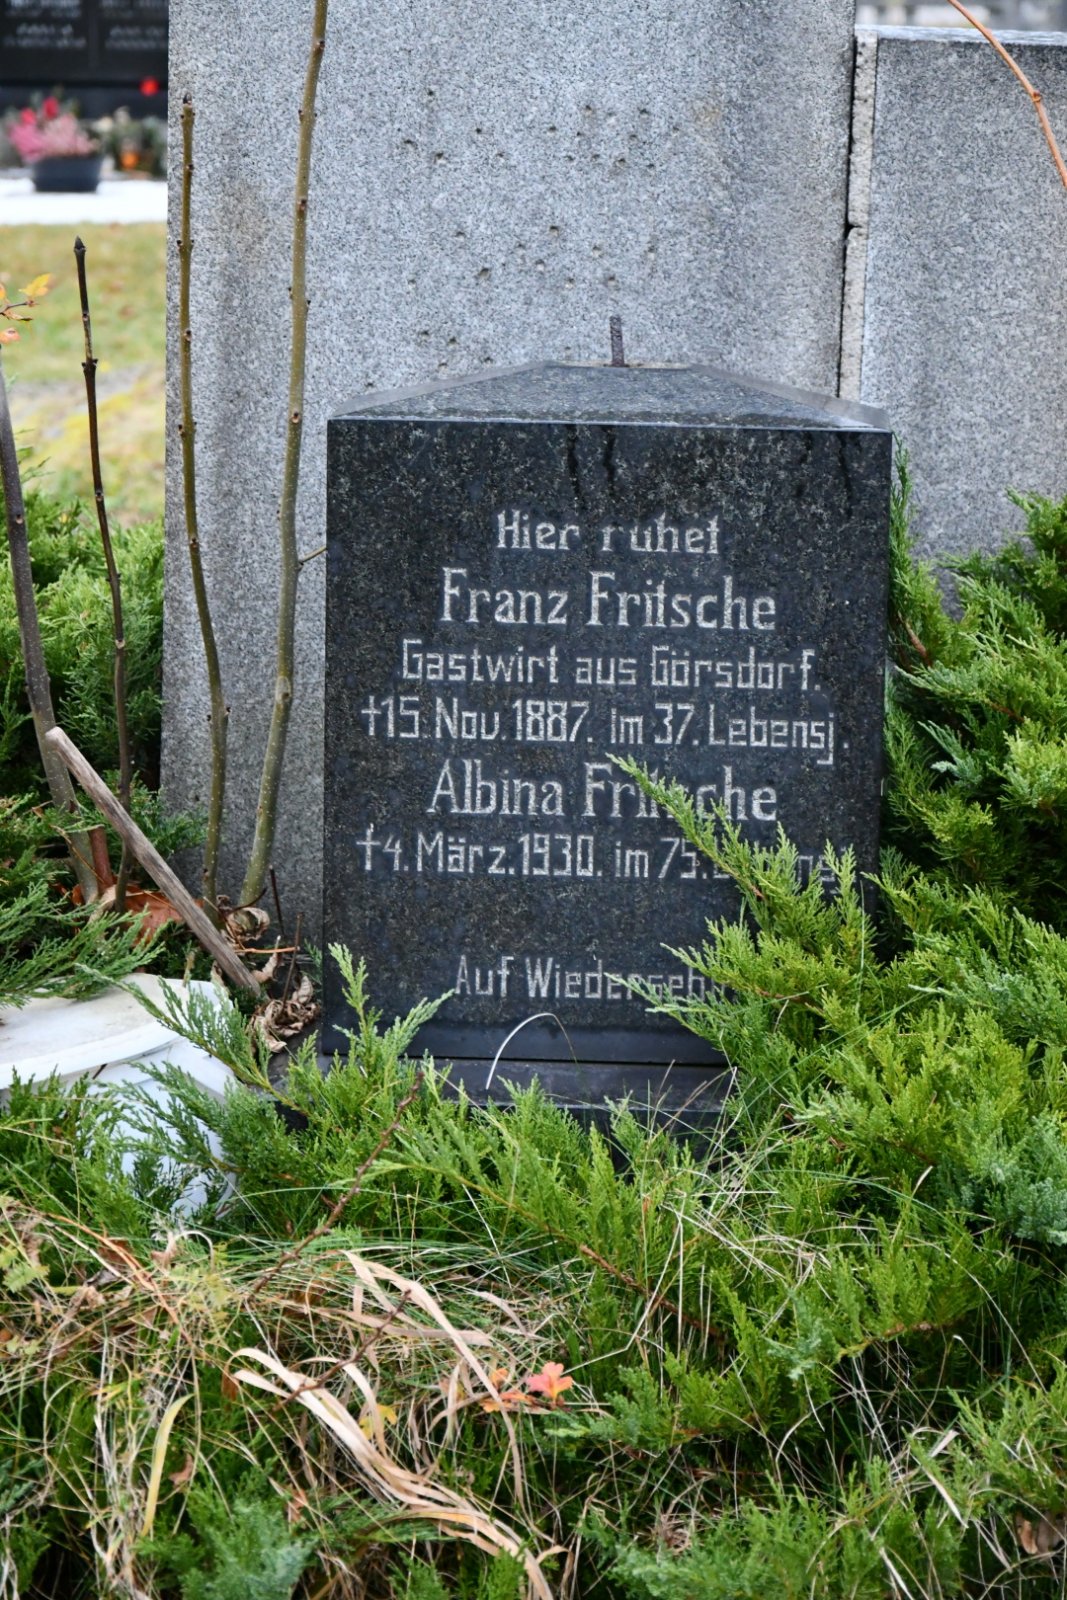 Hier ruhet
Franz Fritsche
Gastwirt aus Görsdorf.
†15. Nov. 1887. im 37. Lebensj.
Albina Fritsche
†4. März. 1930. im 75.
Auf Wiedersehn